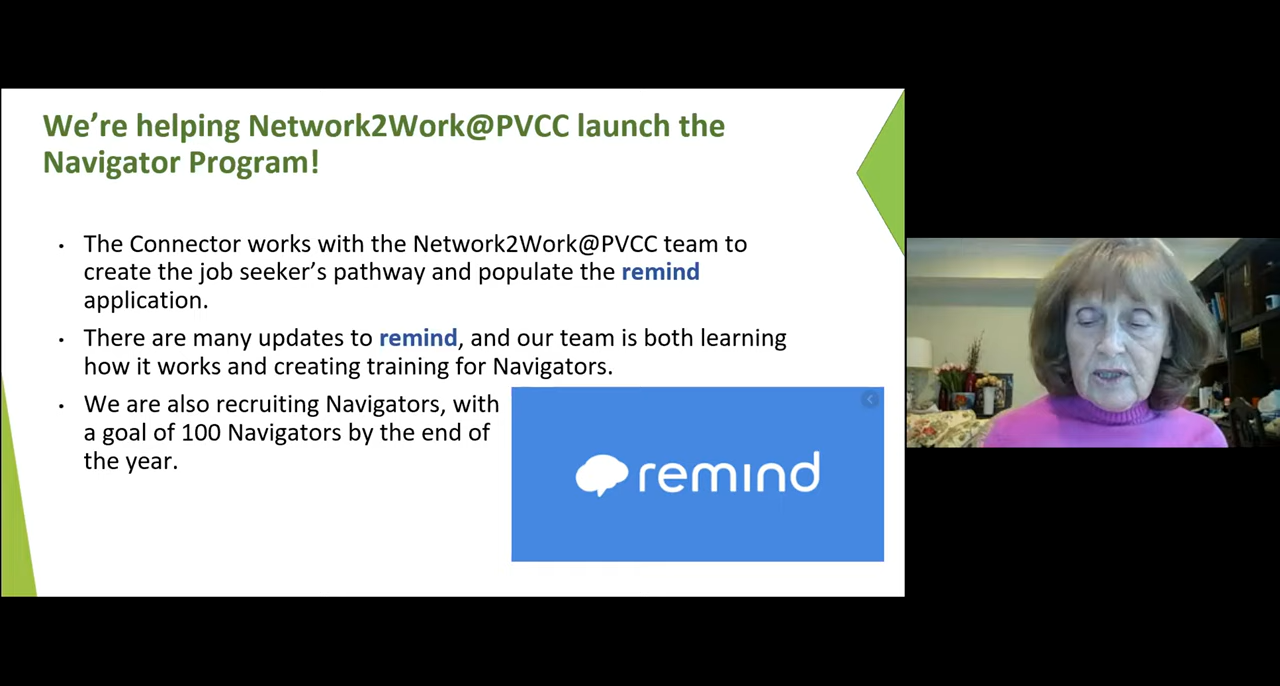 We're helping Network2Work@PVCC launch the
Navigator Program!
• The Connector works with the Network2Work@PVCC team to
create the job seeker's pathway and populate the remind
application.
• There are many updates to remind, and our team is both learning
how it works and creating training for Navigators.
• We are also recruiting Navigators, with
a goal of 100 Navigators by the end of
the year.
remind